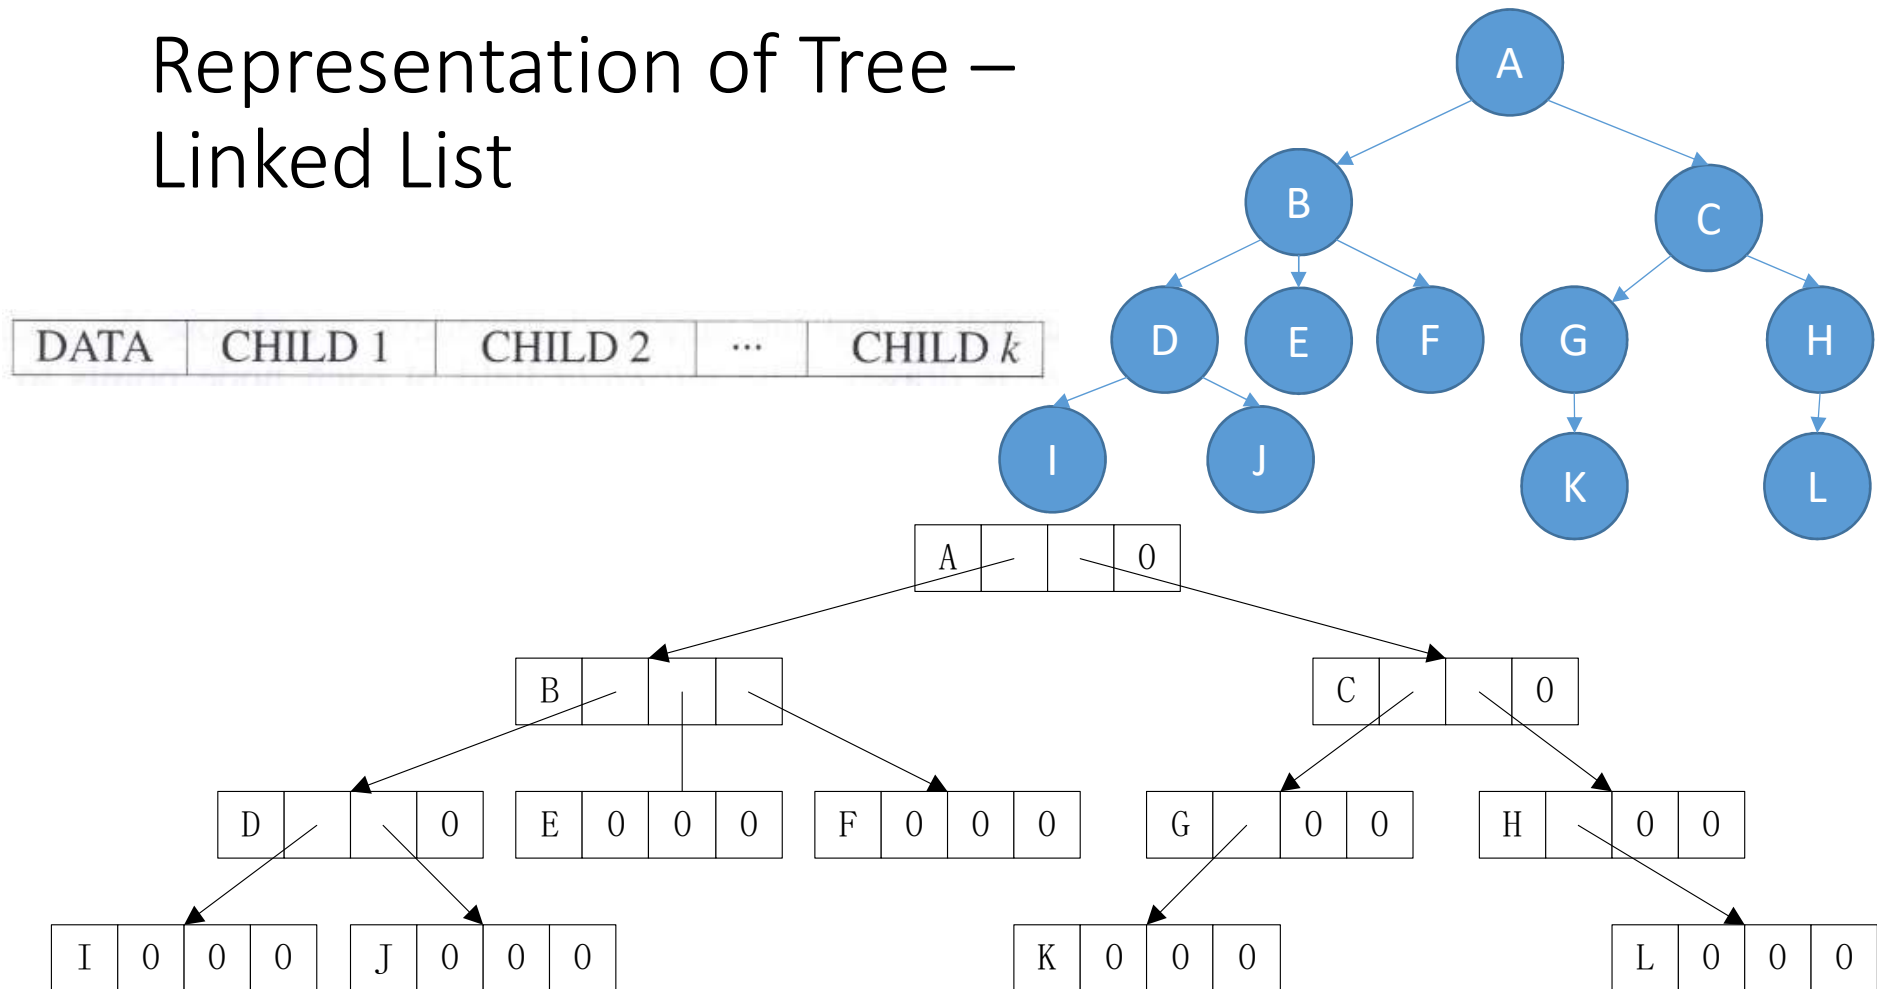 Representation of Tree –
Linked List
A
B
C
DATA CHILD 1 CHILD 2 ... CHILD k
D E F G H
I J
K L
A 0
B
C 0
D 0
E 0 0 0
F 0 0 0
G 0 0
H 0 0
I 0 0 0
J 0 0 0
K 0 0 0
L 0 0 0